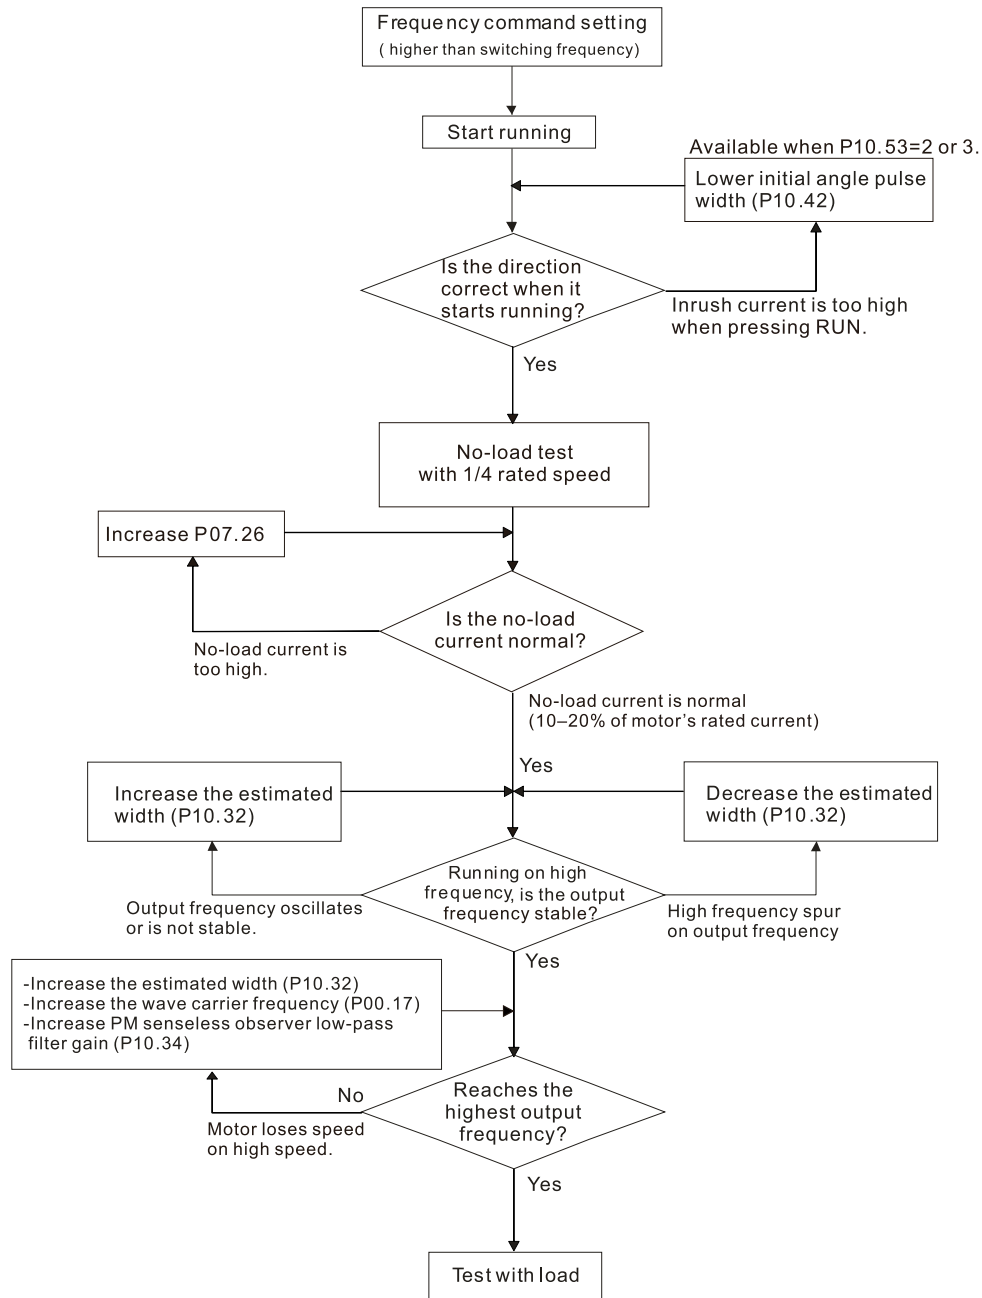 Frequency command setting
( higher than switching frequency)
Start running
Available when P10.53=2 or 3.
Lower initial angle pulse
width (P10.42)
Is the direction
correct when it
starts running?
Inrush current is too high
when pressing RUN.
Yes
No-load test
with 1/4 rated speed
Increase P07.26
Is the no-load
current normal?
No-load current is
too high.
No-load current is normal
(10–20% of motor’s rated current)
Yes
Increase the estimated
width (P10.32)
Decrease the estimated
width (P10.32)
Running on high
frequency, is the output
frequency stable?
Output frequency oscillates
or is not stable.
High frequency spur
on output frequency
Yes
-Increase the estimated width (P10.32)
-Increase the wave carrier frequency (P00.17)
-Increase PM senseless observer low-pass
filter gain (P10.34)
No
Reaches the
highest output
frequency?
Motor loses speed
on high speed.
Yes
Test with load